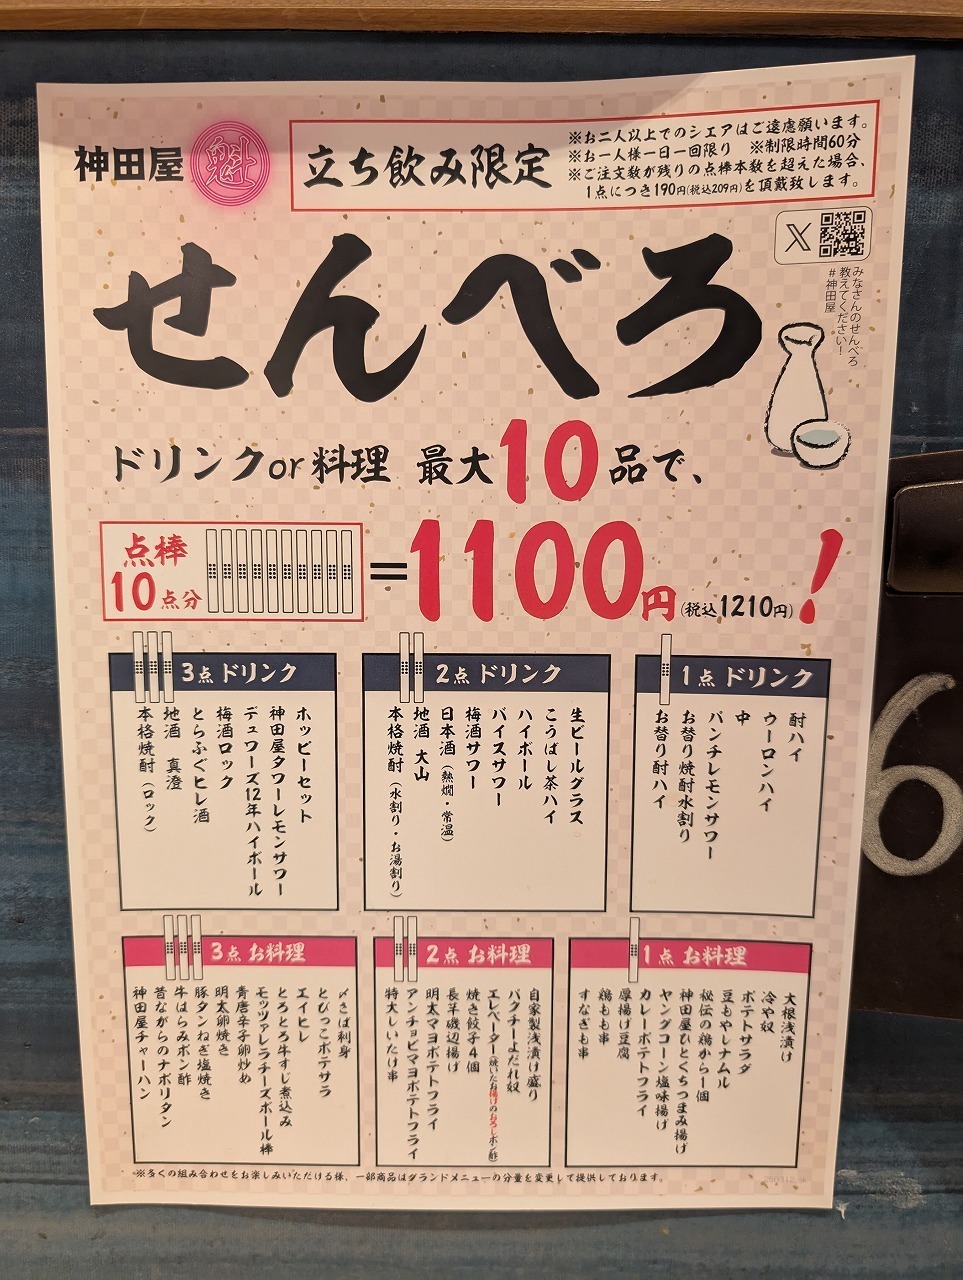 神田屋
魁
立ち飲み限定
※お二人以上でのシェアはご遠慮願います。
※お一人様一日一回限り ※制限時間60分
※ご注文数が残りの点棒本数を超えた場合、
1点につき190円(税込209円)を頂戴致します。
せんべろ
みなさんのせんべろ
教えてください!
#神田屋
ドリンクor料理 最大10品で、
点棒
10点分
=1100円(税込1210円)!
3点 ドリンク
ホッピーセット
神田屋タワーレモンサワー
デュワーズ12年ハイボール
梅酒ロック
とらふぐヒレ酒
地酒 真澄
本格焼酎(ロック)
2点 ドリンク
生ビールグラス
こうばし茶ハイ
ハイボール
バイスサワー
梅酒サワー
日本酒(熱燗・常温)
地酒 大山
本格焼酎(水割り・お湯割り)
1点 ドリンク
酎ハイ
ウーロンハイ
中
パンチレモンサワー
お替り焼酎水割り
お替り酎ハイ
3点 お料理
〆さば刺身
とびっこポテサラ
エイヒレ
とろとろ牛すじ煮込み
モッツァレラチーズボール棒
青唐辛子卵炒め
明太卵焼き
豚タンねぎ塩焼き
牛はらみポン酢
昔ながらのナポリタン
神田屋チャーハン
2点 お料理
自家製浅漬け盛り
パクチーよだれ奴
エレベーター(焼いたお揚げのおろしポン酢)
焼き餃子4個
長芋磯辺揚げ
明太マヨポテトフライ
アンチョビマヨポテトフライ
特大しいたけ串
1点 お料理
大根浅漬け
冷や奴
ポテトサラダ
豆もやしナムル
秘伝の鶏から一個
神田屋ひとくちつまみ揚げ
ヤングコーン塩味揚げ
カレーポテトフライ
厚揚げ豆腐
鶏もも串
すなぎも串
※多くの組み合わせをお楽しみいただける様、一部商品はグランドメニューの分量を変更して提供しております。
6